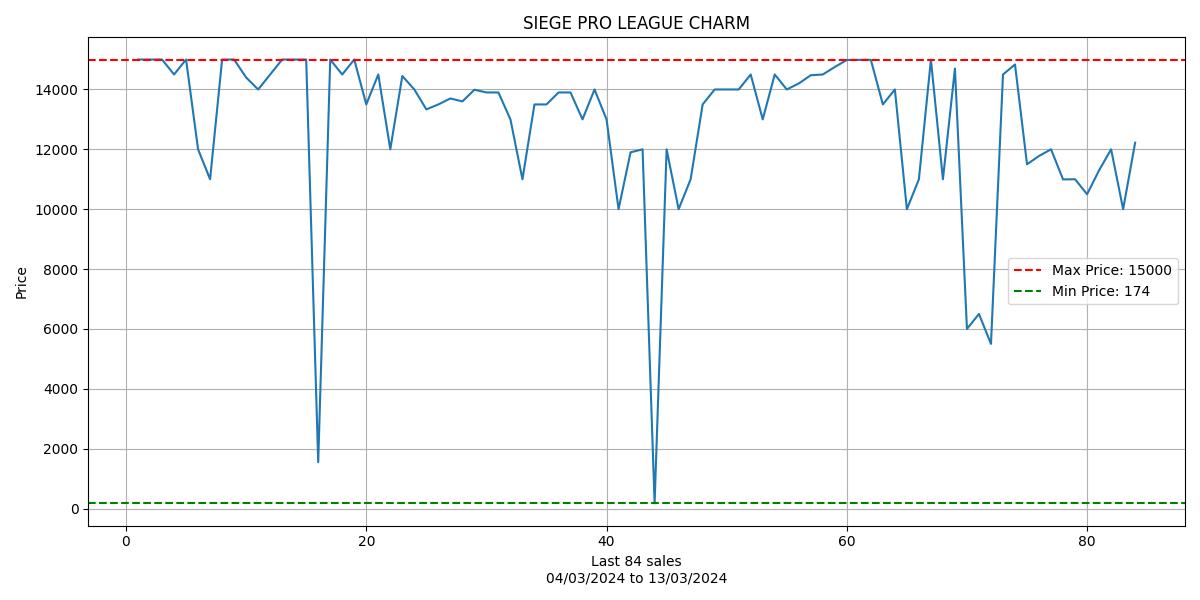 SIEGE PRO LEAGUE CHARM
Price
14000
12000
10000
8000
6000
4000
2000
0
Max Price: 15000
Min Price: 174
0 20 40 60 80
Last 84 sales
04/03/2024 to 13/03/2024